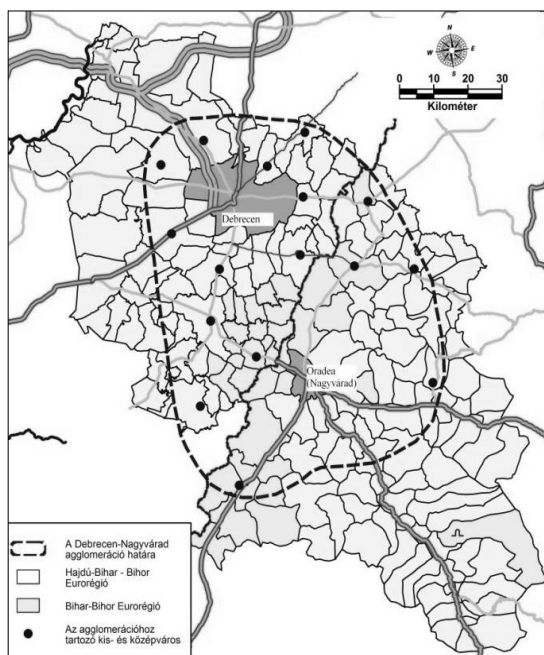 N
W E
S
0 10 20 30
Kilométer
Debrecen
Oradea
(Nagyvárad)
A Debrecen-Nagyvárad
agglomeráció határa
Hajdú-Bihar - Bihor
Eurorégió
Bihar-Bihor Eurorégió
Az agglomerációhoz
tartozó kis- és középváros